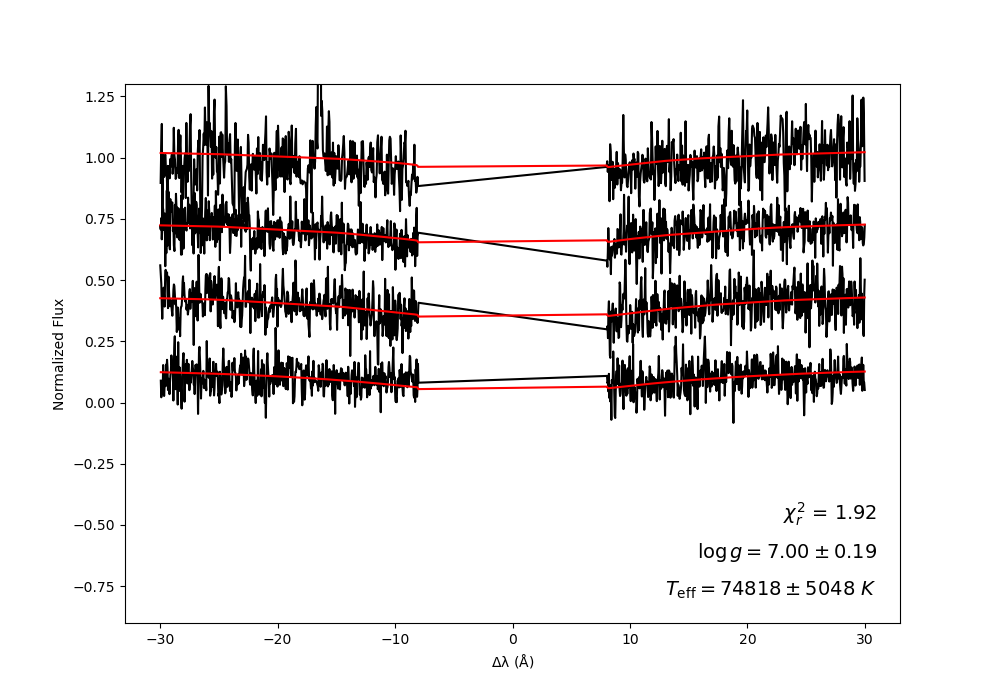 1.25
1.00
0.75
0.50
0.25
0.00
−0.25
−0.50
−0.75
Normalized Flux
χ²ᵣ = 1.92
log g = 7.00 ± 0.19
T_eff = 74818 ± 5048 K
−30 −20 −10 0 10 20 30
Δλ (Å)